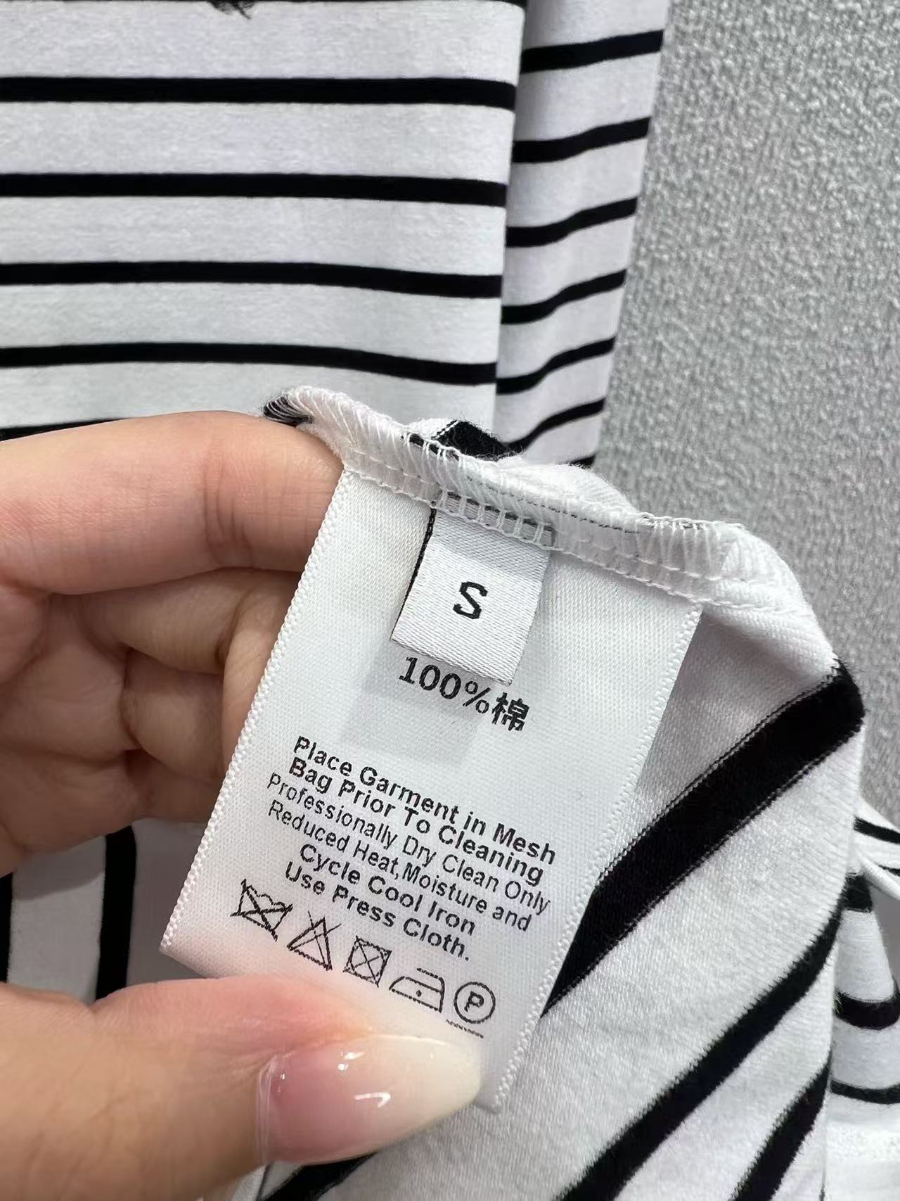 S
100%棉
Place Garment in Mesh
Bag Prior To Cleaning
Professionally Dry Clean Only
Reduced Heat,Moisture and
Cycle Cool Iron
Use Press Cloth.
P